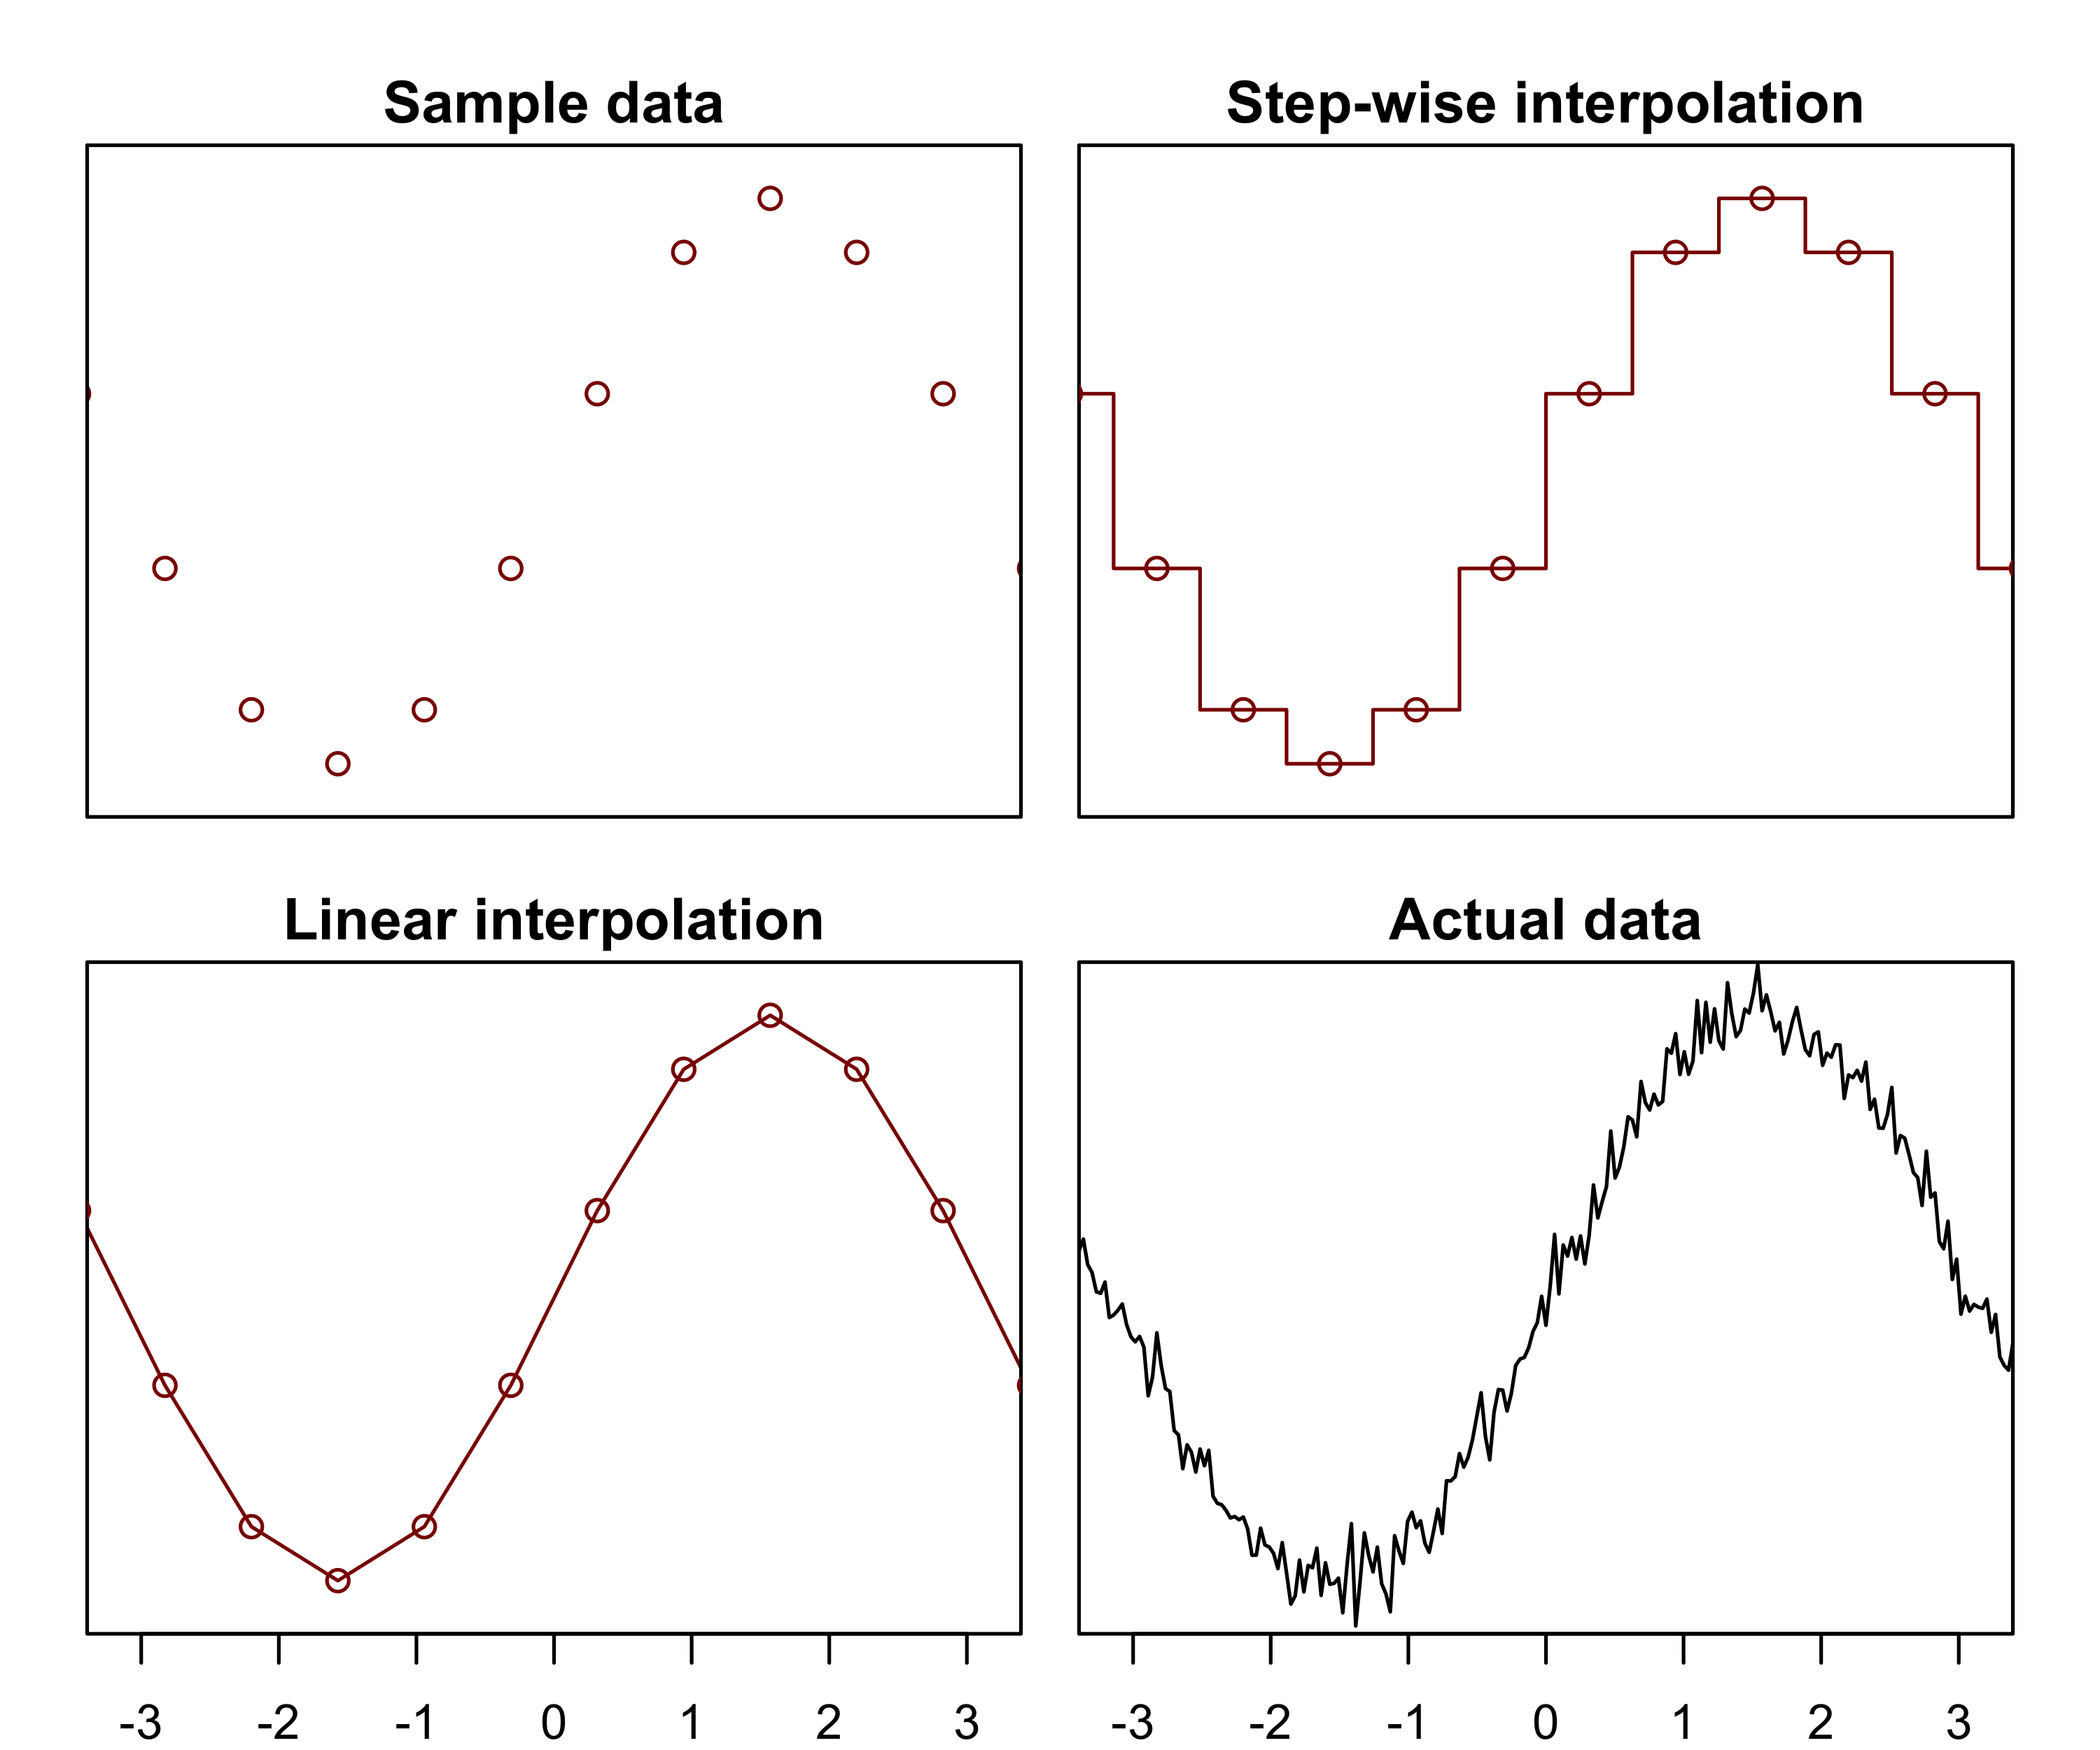 Sample data
Step-wise interpolation
Linear interpolation
Actual data
-3 -2 -1 0 1 2 3
-3 -2 -1 0 1 2 3